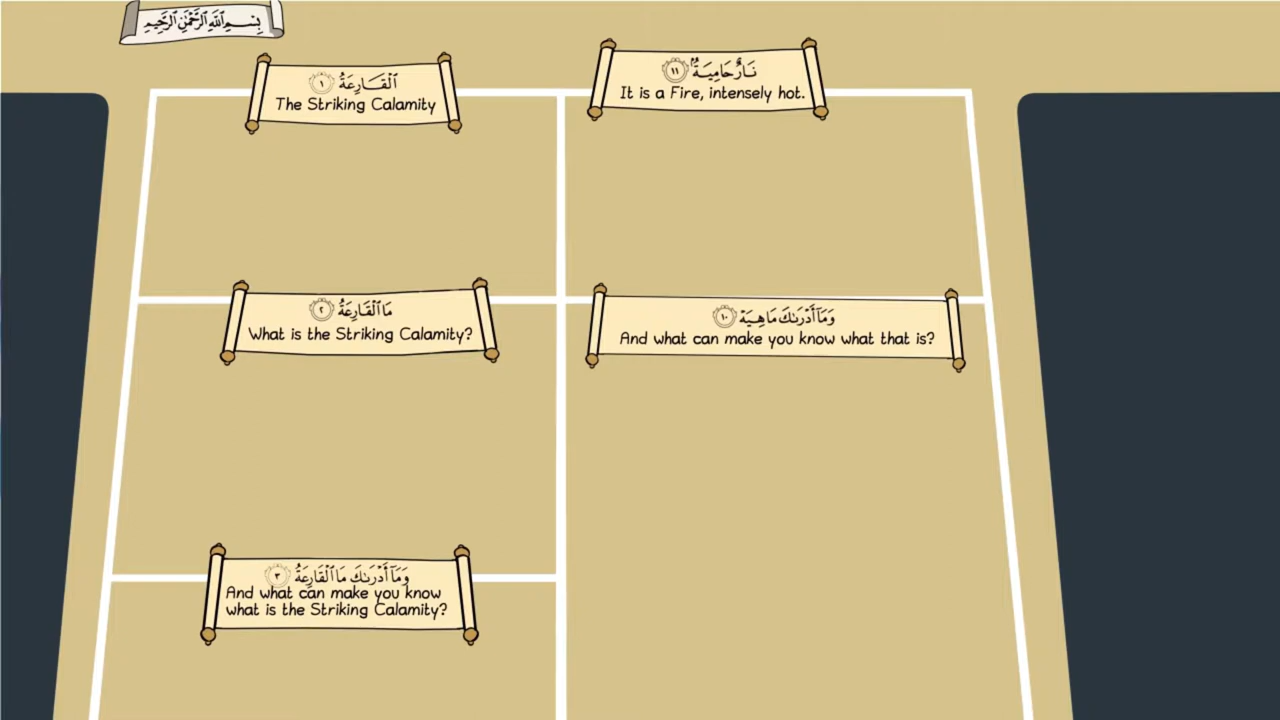 بِسْمِ ٱللَّهِ ٱلرَّحْمَٰنِ ٱلرَّحِيمِ
ٱلْقَارِعَةُ ١
The Striking Calamity
نَارٌ حَامِيَةٌۢ ١١
It is a Fire, intensely hot.
مَا ٱلْقَارِعَةُ ٢
What is the Striking Calamity?
وَمَآ أَدْرَىٰكَ مَا هِيَهْ ١٠
And what can make you know what that is?
وَمَآ أَدْرَىٰكَ مَا ٱلْقَارِعَةُ ٣
And what can make you know
what is the Striking Calamity?